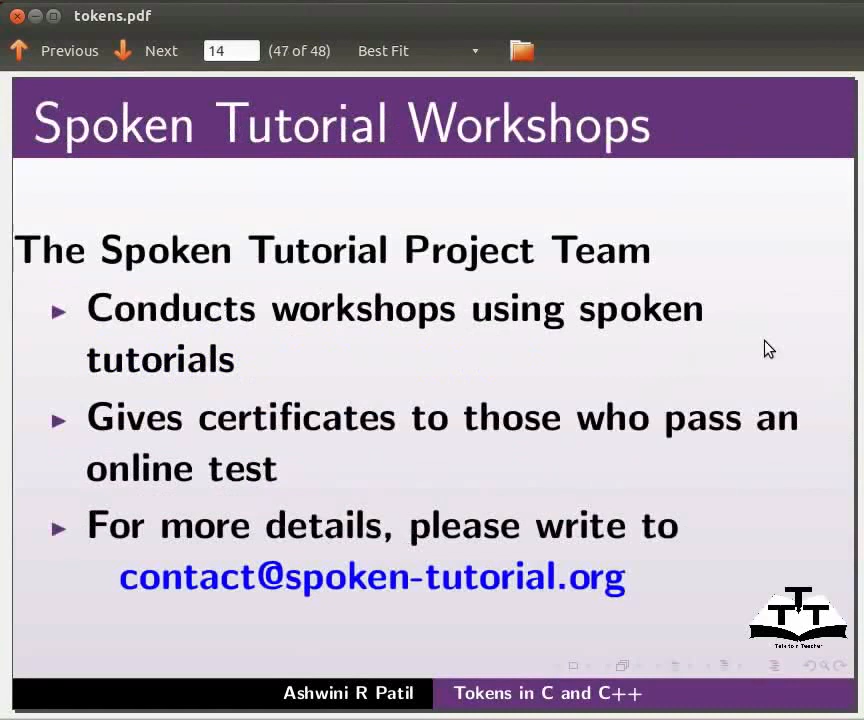 tokens.pdf
Previous Next 14 (47 of 48) Best Fit
Spoken Tutorial Workshops
The Spoken Tutorial Project Team
Conducts workshops using spoken
tutorials
Gives certificates to those who pass an
online test
For more details, please write to
contact@spoken-tutorial.org
TTT
Ashwini R Patil Tokens in C and C++